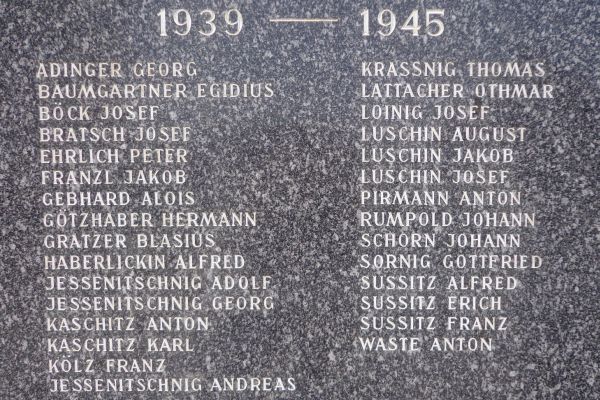 1939 — 1945
ADINGER GEORG
BAUMGARTNER EGIDIUS
BÖCK JOSEF
BRATSCH JOSEF
EHRLICH PETER
FRANZL JAKOB
GEBHARD ALOIS
GÖTZHABER HERMANN
GRATZER BLASIUS
HABERLICKIN ALFRED
JESSENITSCHNIG ADOLF
JESSENITSCHNIG GEORG
KASCHITZ ANTON
KASCHITZ KARL
KÖLZ FRANZ
JESSENITSCHNIG ANDREAS
KRASSNIG THOMAS
LATTACHER OTHMAR
LOINIG JOSEF
LUSCHIN AUGUST
LUSCHIN JAKOB
LUSCHIN JOSEF
PIRMANN ANTON
RUMPOLD JOHANN
SCHÖRN JOHANN
SORNIG GOTTFRIED
SUSSITZ ALFRED
SUSSITZ ERICH
SUSSITZ FRANZ
WASTE ANTON